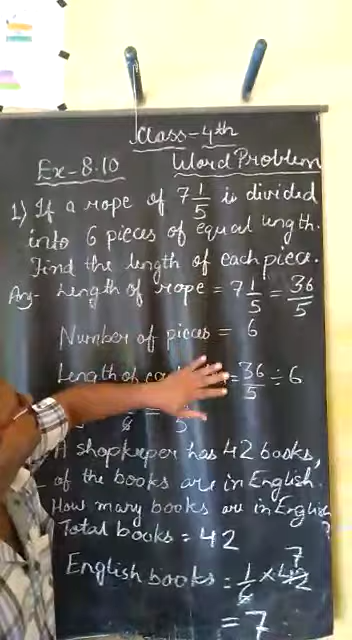 Class-4th
Ex-8.10 Word Problem
1) If a rope of 7 1/5 is divided
into 6 pieces of equal length.
Find the length of each piece.
Ans- Length of rope = 7 1/5 = 36/5
Number of pieces = 6
Length of = 36/5 ÷ 6
A shopkeeper has 42 books,
of the books are in English.
How many books are in English
?
Total books = 42
English books = 1/6 × 42 7
= 7